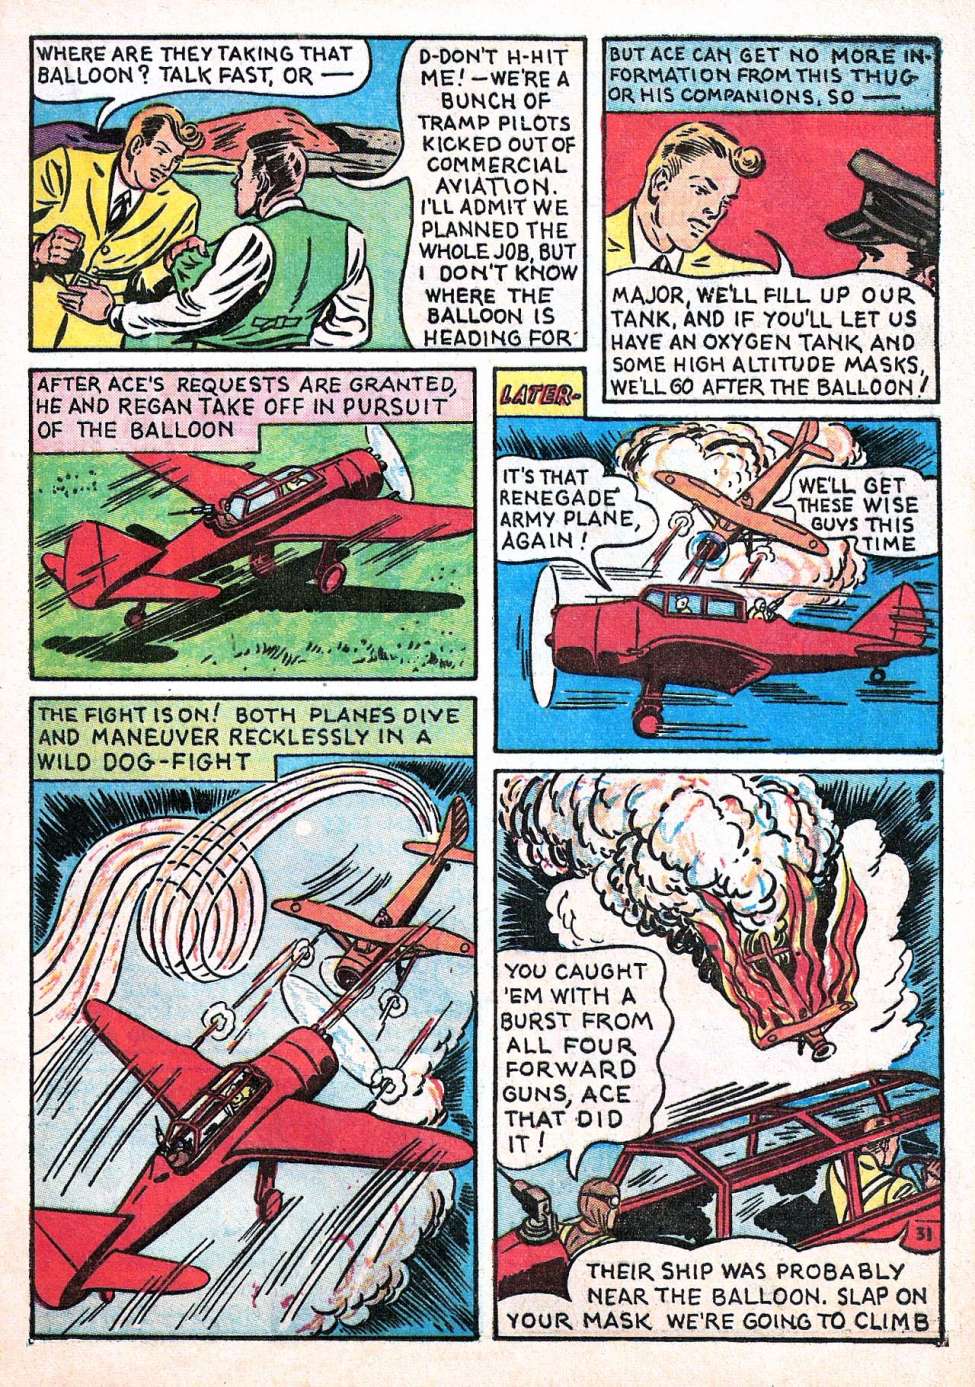 WHERE ARE THEY TAKING THAT
BALLOON? TALK FAST, OR —
D-DON'T H-HIT
ME! —WE'RE A
BUNCH OF
TRAMP PILOTS
KICKED OUT OF
COMMERCIAL
AVIATION.
I'LL ADMIT WE
PLANNED THE
WHOLE JOB, BUT
I DON'T KNOW
WHERE THE
BALLOON IS
HEADING FOR
BUT ACE CAN GET NO MORE IN-
FORMATION FROM THIS THUG
OR HIS COMPANIONS, SO —
MAJOR, WE'LL FILL UP OUR
TANK, AND IF YOU'LL LET US
HAVE AN OXYGEN TANK AND
SOME HIGH ALTITUDE MASKS,
WE'LL GO AFTER THE BALLOON!
AFTER ACE'S REQUESTS ARE GRANTED,
HE AND REGAN TAKE OFF IN PURSUIT
OF THE BALLOON
LATER-
IT'S THAT
RENEGADE
ARMY PLANE,
AGAIN!
WE'LL GET
THESE WISE
GUYS THIS
TIME
THE FIGHT IS ON! BOTH PLANES DIVE
AND MANEUVER RECKLESSLY IN A
WILD DOG-FIGHT
YOU CAUGHT
'EM WITH A
BURST FROM
ALL FOUR
FORWARD
GUNS, ACE
THAT DID
IT!
31
THEIR SHIP WAS PROBABLY
NEAR THE BALLOON. SLAP ON
YOUR MASK WE'RE GOING TO CLIMB